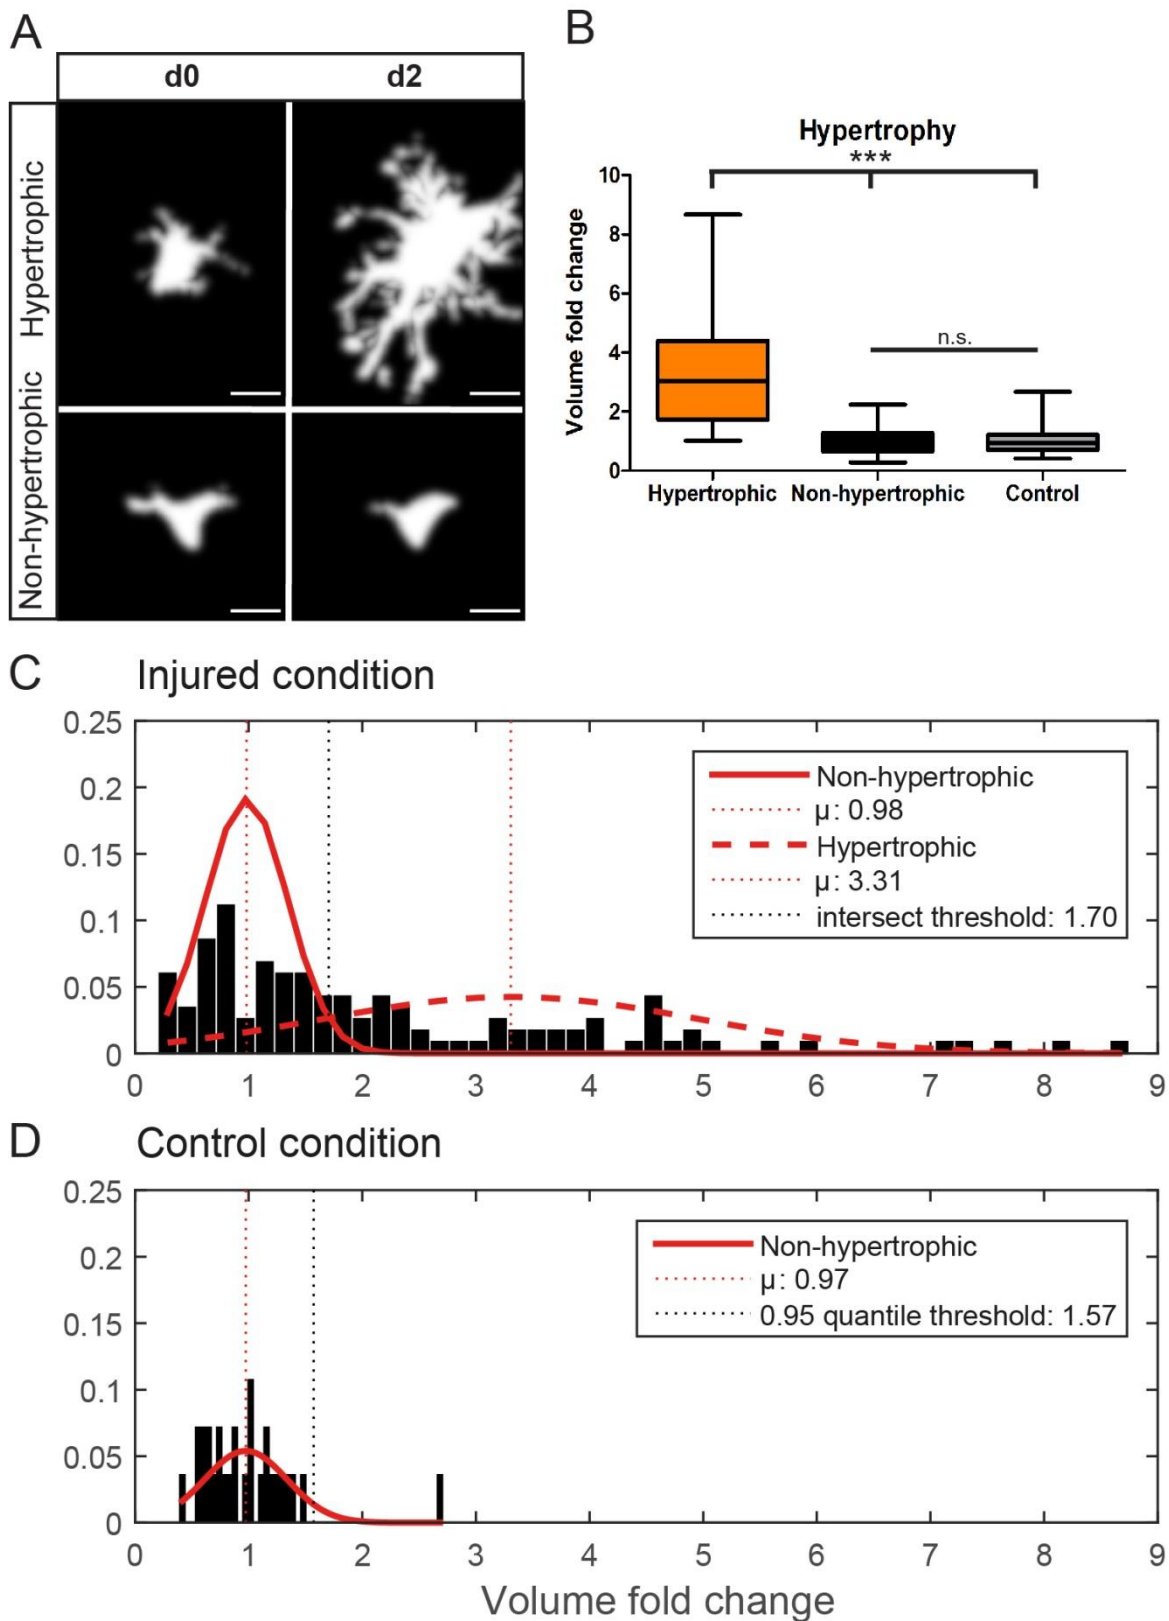 A
d0
d2
Hypertrophic
Non-hypertrophic
B
Hypertrophy
***
n.s.
Volume fold change
10
8
6
4
2
0
Hypertrophic
Non-hypertrophic
Control
C
Injured condition
0.25
0.2
0.15
0.1
0.05
0
Non-hypertrophic
μ: 0.98
Hypertrophic
μ: 3.31
intersect threshold: 1.70
0 1 2 3 4 5 6 7 8 9
D
Control condition
0.25
0.2
0.15
0.1
0.05
0
Non-hypertrophic
μ: 0.97
0.95 quantile threshold: 1.57
0 1 2 3 4 5 6 7 8 9
Volume fold change